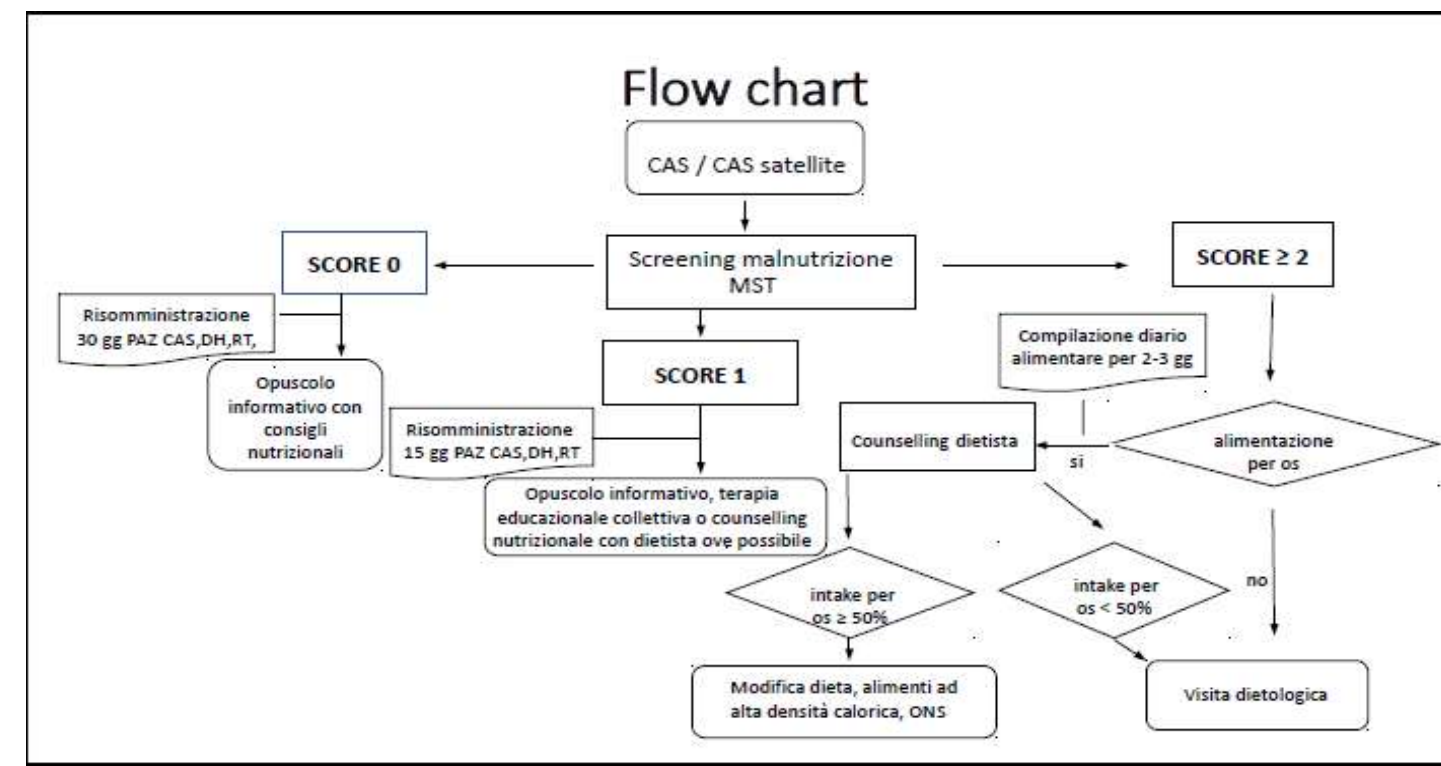 Flow chart
CAS / CAS satellite
SCORE 0
Screening malnutrizione
MST
SCORE ≥ 2
Risomministrazione
30 gg PAZ CAS,DH,RT,
Compilazione diario
alimentare per 2-3 gg
Opuscolo
informativo con
consigli
nutrizionali
SCORE 1
Risomministrazione
15 gg PAZ CAS,DH,RT
Counselling dietista
si
alimentazione
per os
Opuscolo informativo, terapia
educazionale collettiva o counselling
nutrizionale con dietista ove possibile
intake per
os ≥ 50%
intake per
os < 50%
no
Modifica dieta, alimenti ad
alta densità calorica, ONS
Visita dietologica